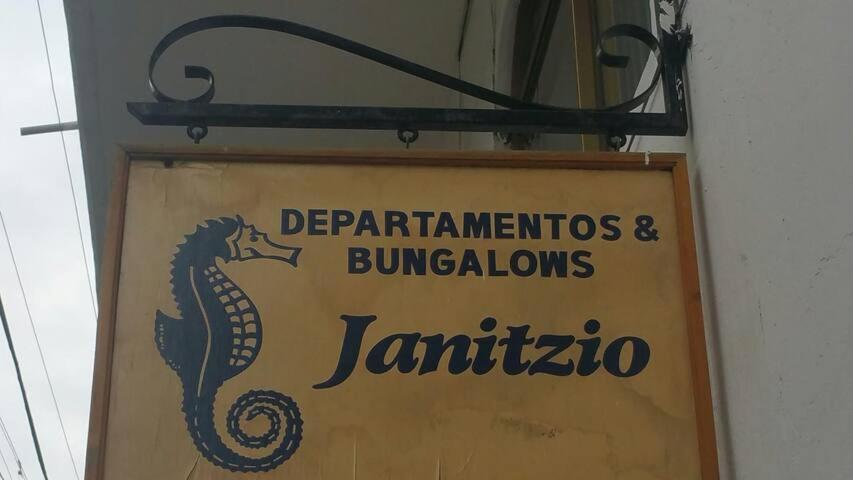 DEPARTAMENTOS &
BUNGALOWS
Janitzio